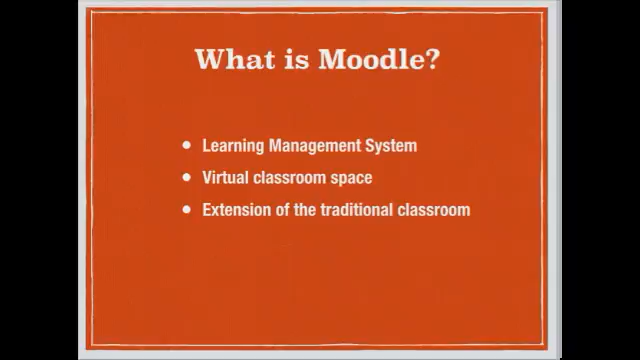 What is Moodle?
• Learning Management System
• Virtual classroom space
• Extension of the traditional classroom